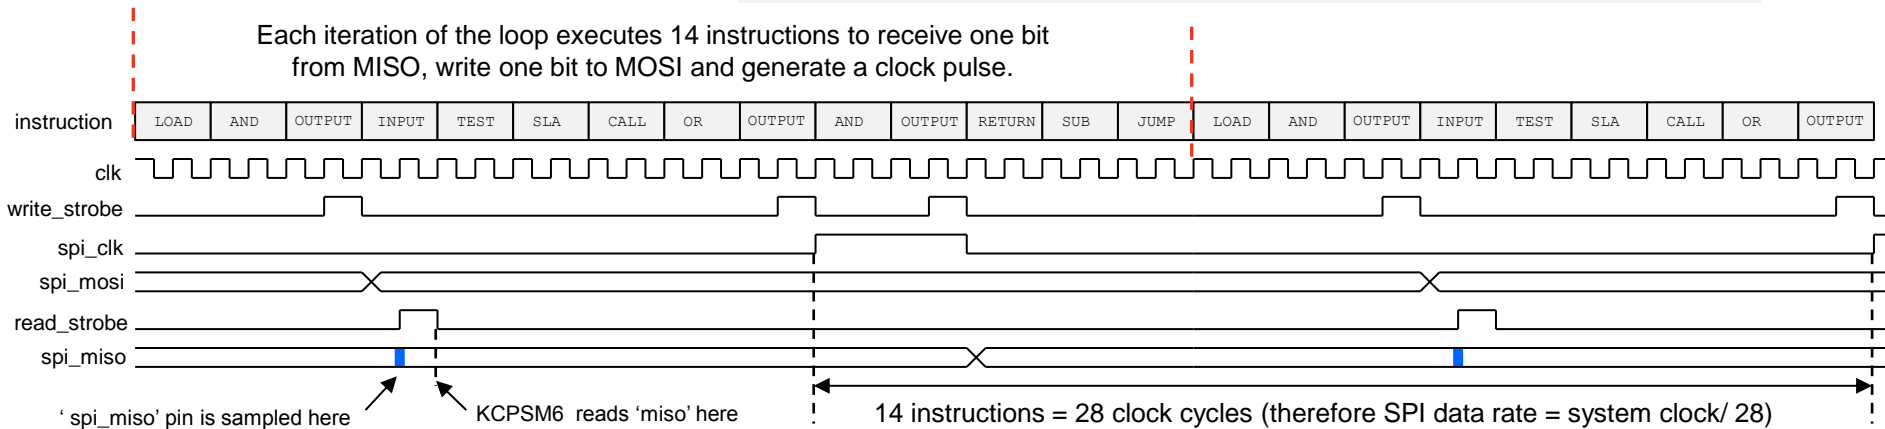 Each iteration of the loop executes 14 instructions to receive one bit
from MISO, write one bit to MOSI and generate a clock pulse.
instruction LOAD AND OUTPUT INPUT TEST SLA CALL OR OUTPUT AND OUTPUT RETURN SUB JUMP LOAD AND OUTPUT INPUT TEST SLA CALL OR OUTPUT
clk
write_strobe
spi_clk
spi_mosi
read_strobe
spi_miso
‘ spi_miso’ pin is sampled here
KCPSM6 reads ‘miso’ here
14 instructions = 28 clock cycles (therefore SPI data rate = system clock/ 28)